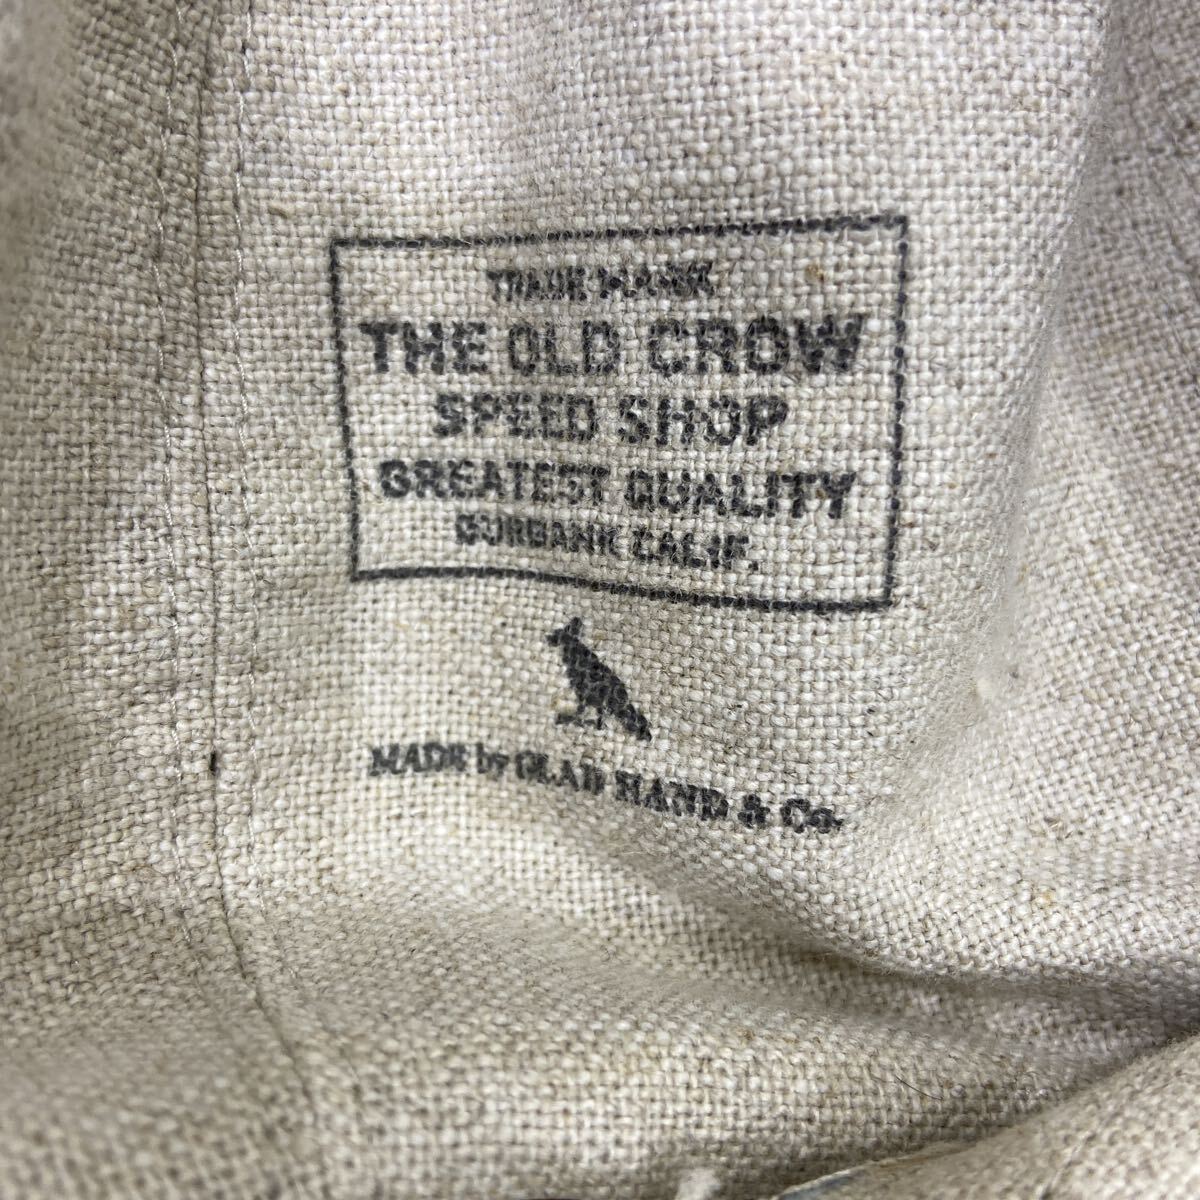 TRADE MARK
THE OLD CROW
SPEED SHOP
GREATEST QUALITY
BURBANK CALIF.
MADE by GLAD HAND & Co.